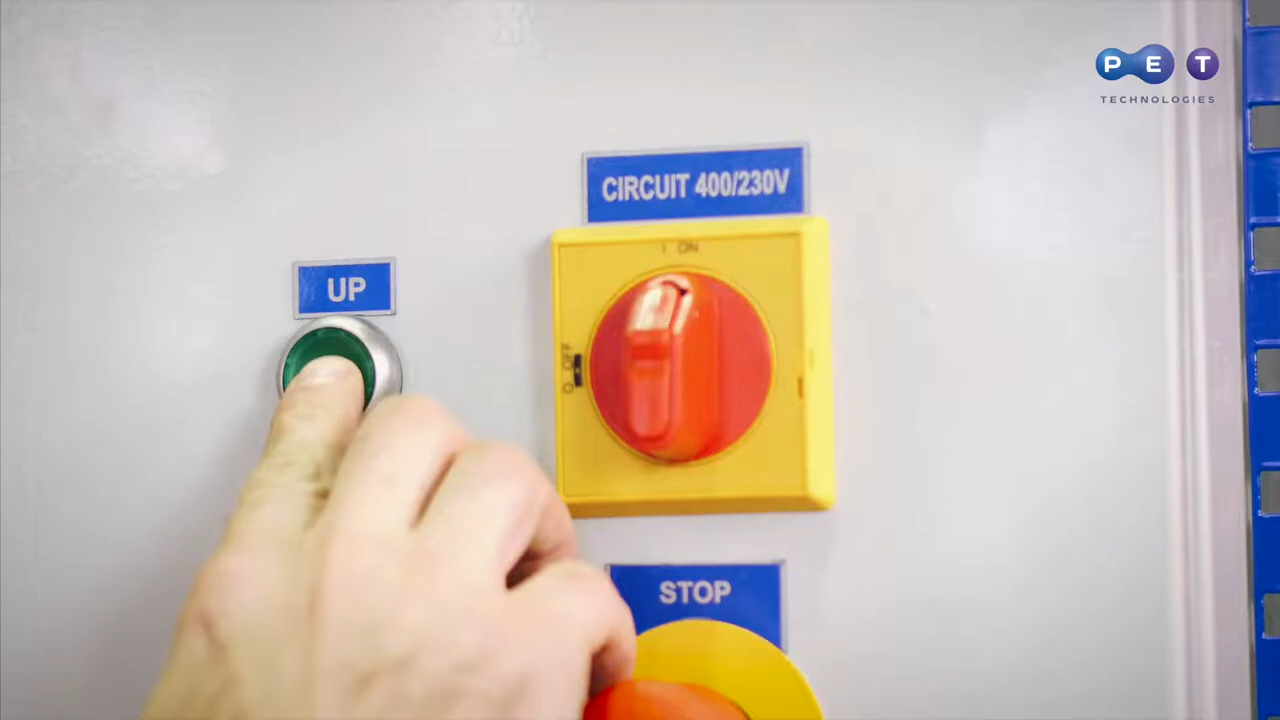 PET
TECHNOLOGIES
CIRCUIT 400/230V
I ON
UP
O OFF
STOP